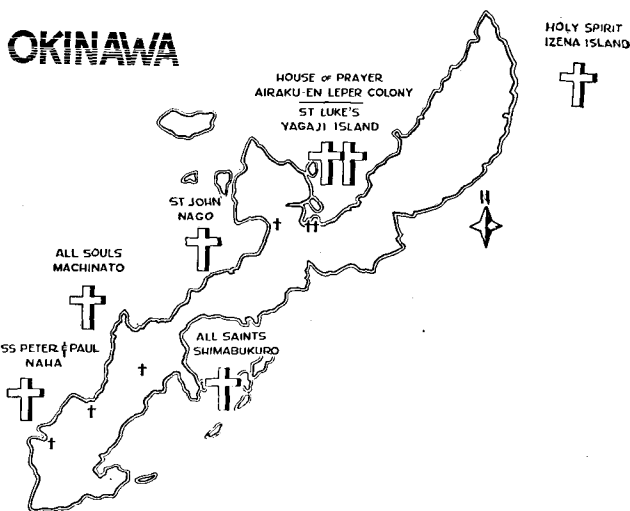 OKINAWA
HOLY SPIRIT
IZENA ISLAND
HOUSE OF PRAYER
AIRAKU-EN LEPER COLONY
ST LUKE'S
YAGAJI ISLAND
ST JOHN
NAGO
N
ALL SOULS
MACHINATO
SS PETER & PAUL
NAHA
ALL SAINTS
SHIMABUKURO